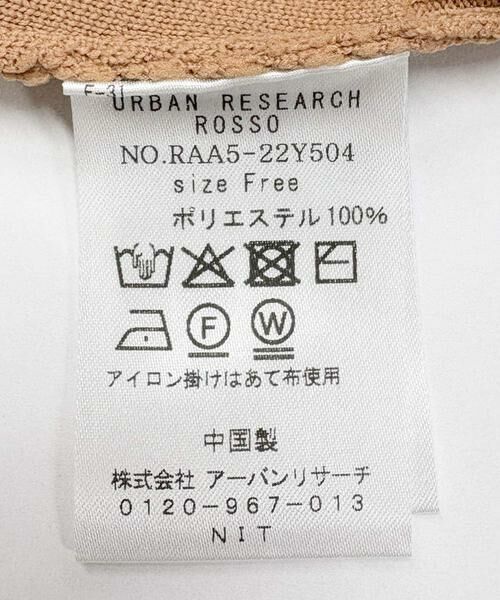 URBAN RESEARCH
ROSSO
NO.RAA5-22Y504
size Free
ポリエステル100%
F W
アイロン掛けはあて布使用
中国製
株式会社 アーバンリサーチ
0120-967-013
NIT